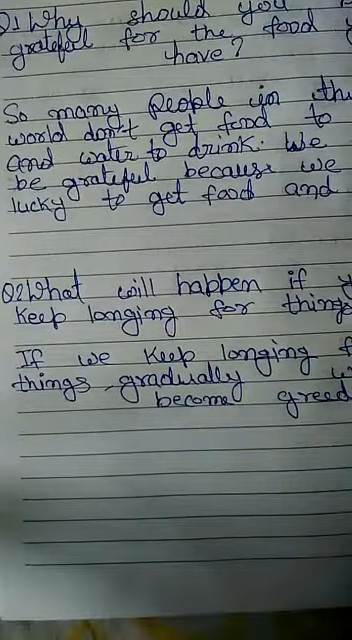 Q1 Why should you
grateful for the food
have?
So many People in the
world don't get food to
and water to drink. We
be grateful because we
lucky to get food and
Q2 What will happen if
Keep longing for things
If we keep longing
things gradually
become greed